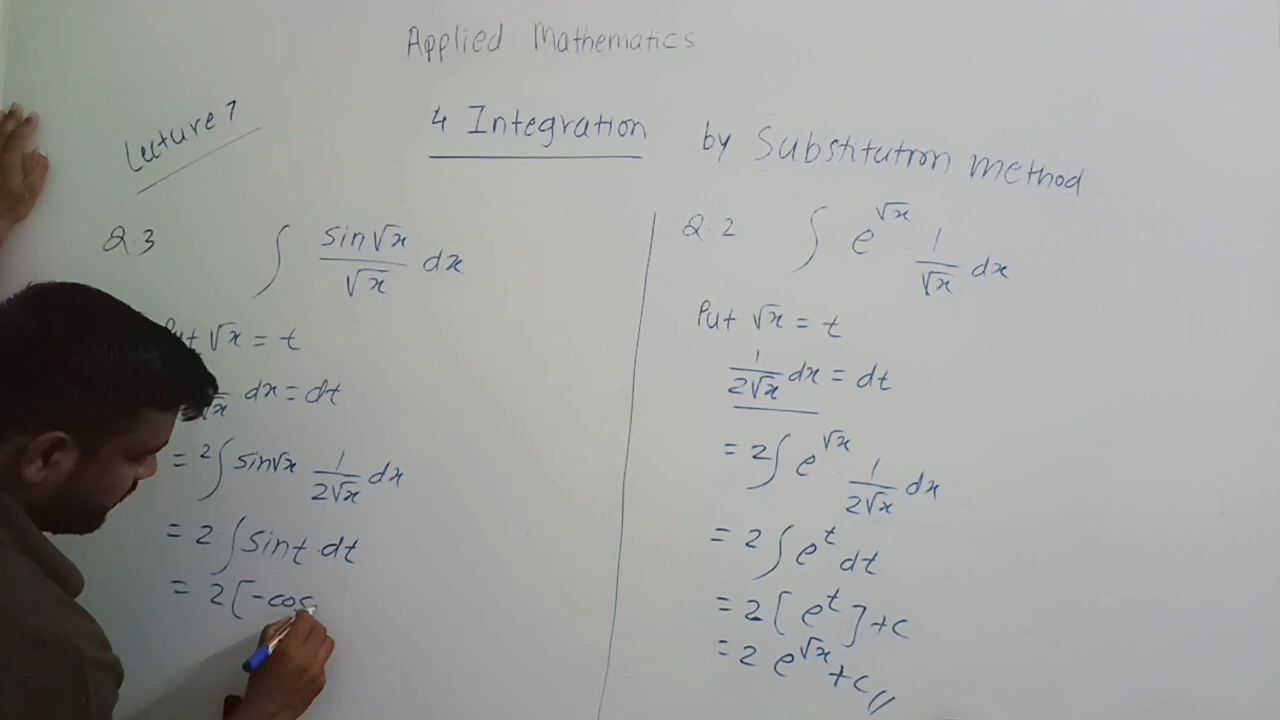 Applied Mathematics
Lecture 7
4 Integration by Substitution method
Q 3 ∫ sin√x/√x dx
√x = t
dx = dt
= 2∫ sin√x 1/2√x dx
= 2 ∫ sint dt
= 2 [-cos
Q. 2 ∫ e^√x . 1/√x dx
Put √x = t
1/2√x dx = dt
= 2∫ e^√x . 1/2√x dx
= 2 ∫ e^t dt
= 2 [ e^t ] + c
= 2 e^√x + c //